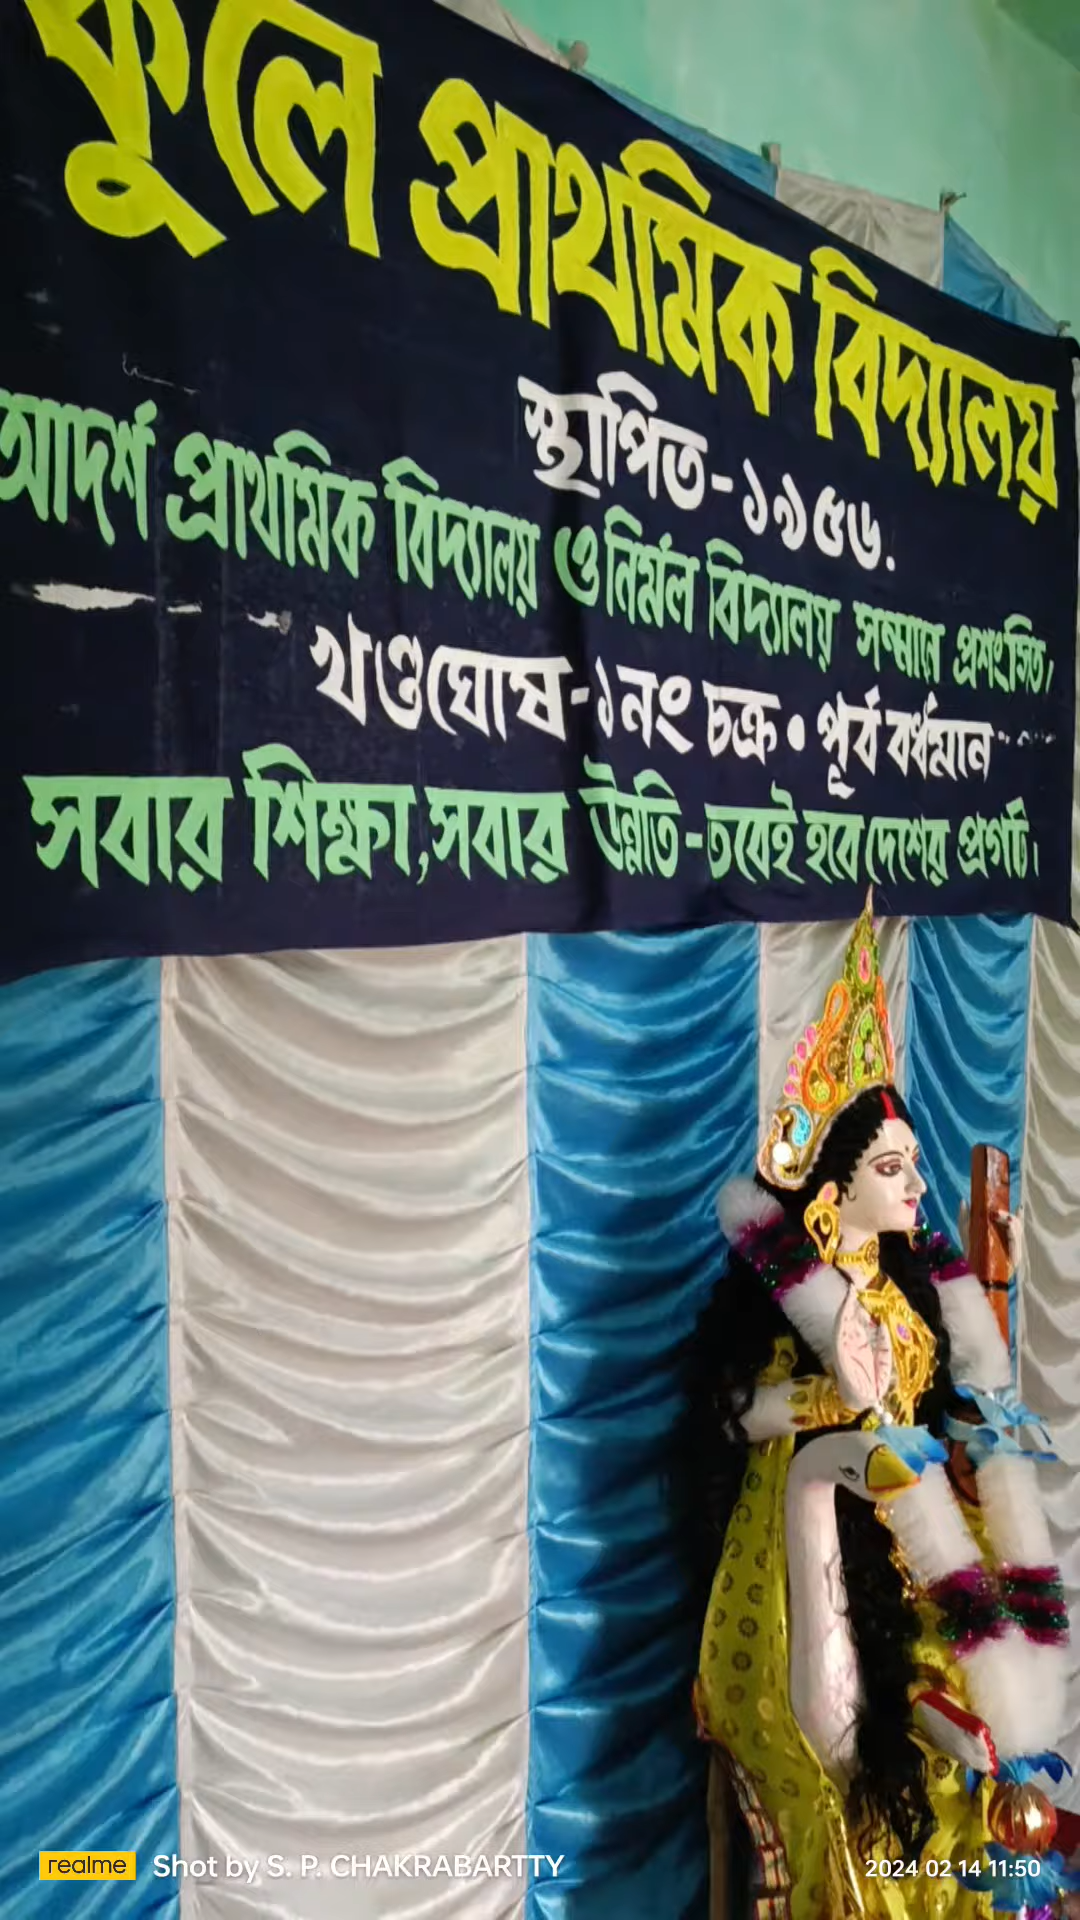 কুলে প্রাথমিক বিদ্যালয়
স্থাপিত-১৯৫৬.
আদর্শ প্রাথমিক বিদ্যালয় ও নির্মল বিদ্যালয় সম্মানে প্রশংসিত।
খণ্ডঘোষ-১নং চক্র • পূর্ব বর্ধমান
সবার শিক্ষা, সবার উন্নতি-তবেই হবে দেশের প্রগতি।
realme Shot by S. P. CHAKRABARTTY 2024 02 14 11:50